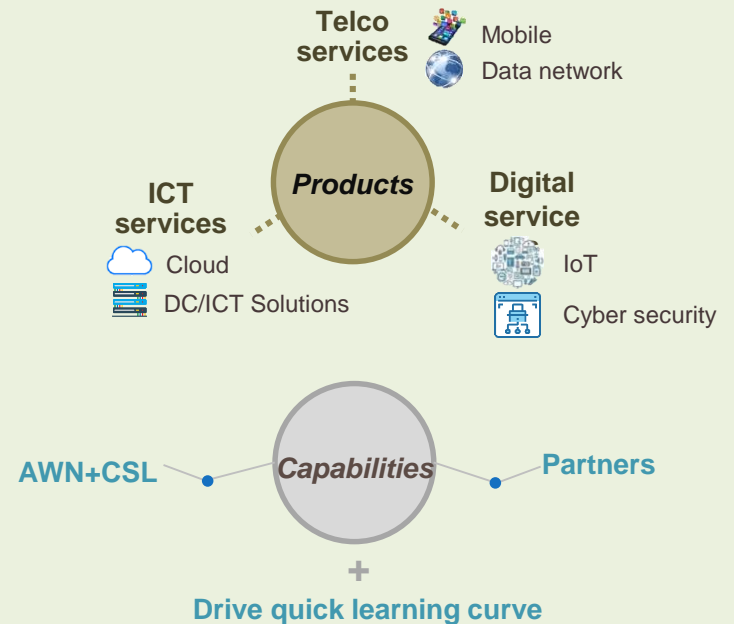 Telco
services
Mobile
Data network
Products
ICT
services
Cloud
DC/ICT Solutions
Digital
service
IoT
Cyber security
AWN+CSL
Capabilities
Partners
+
Drive quick learning curve